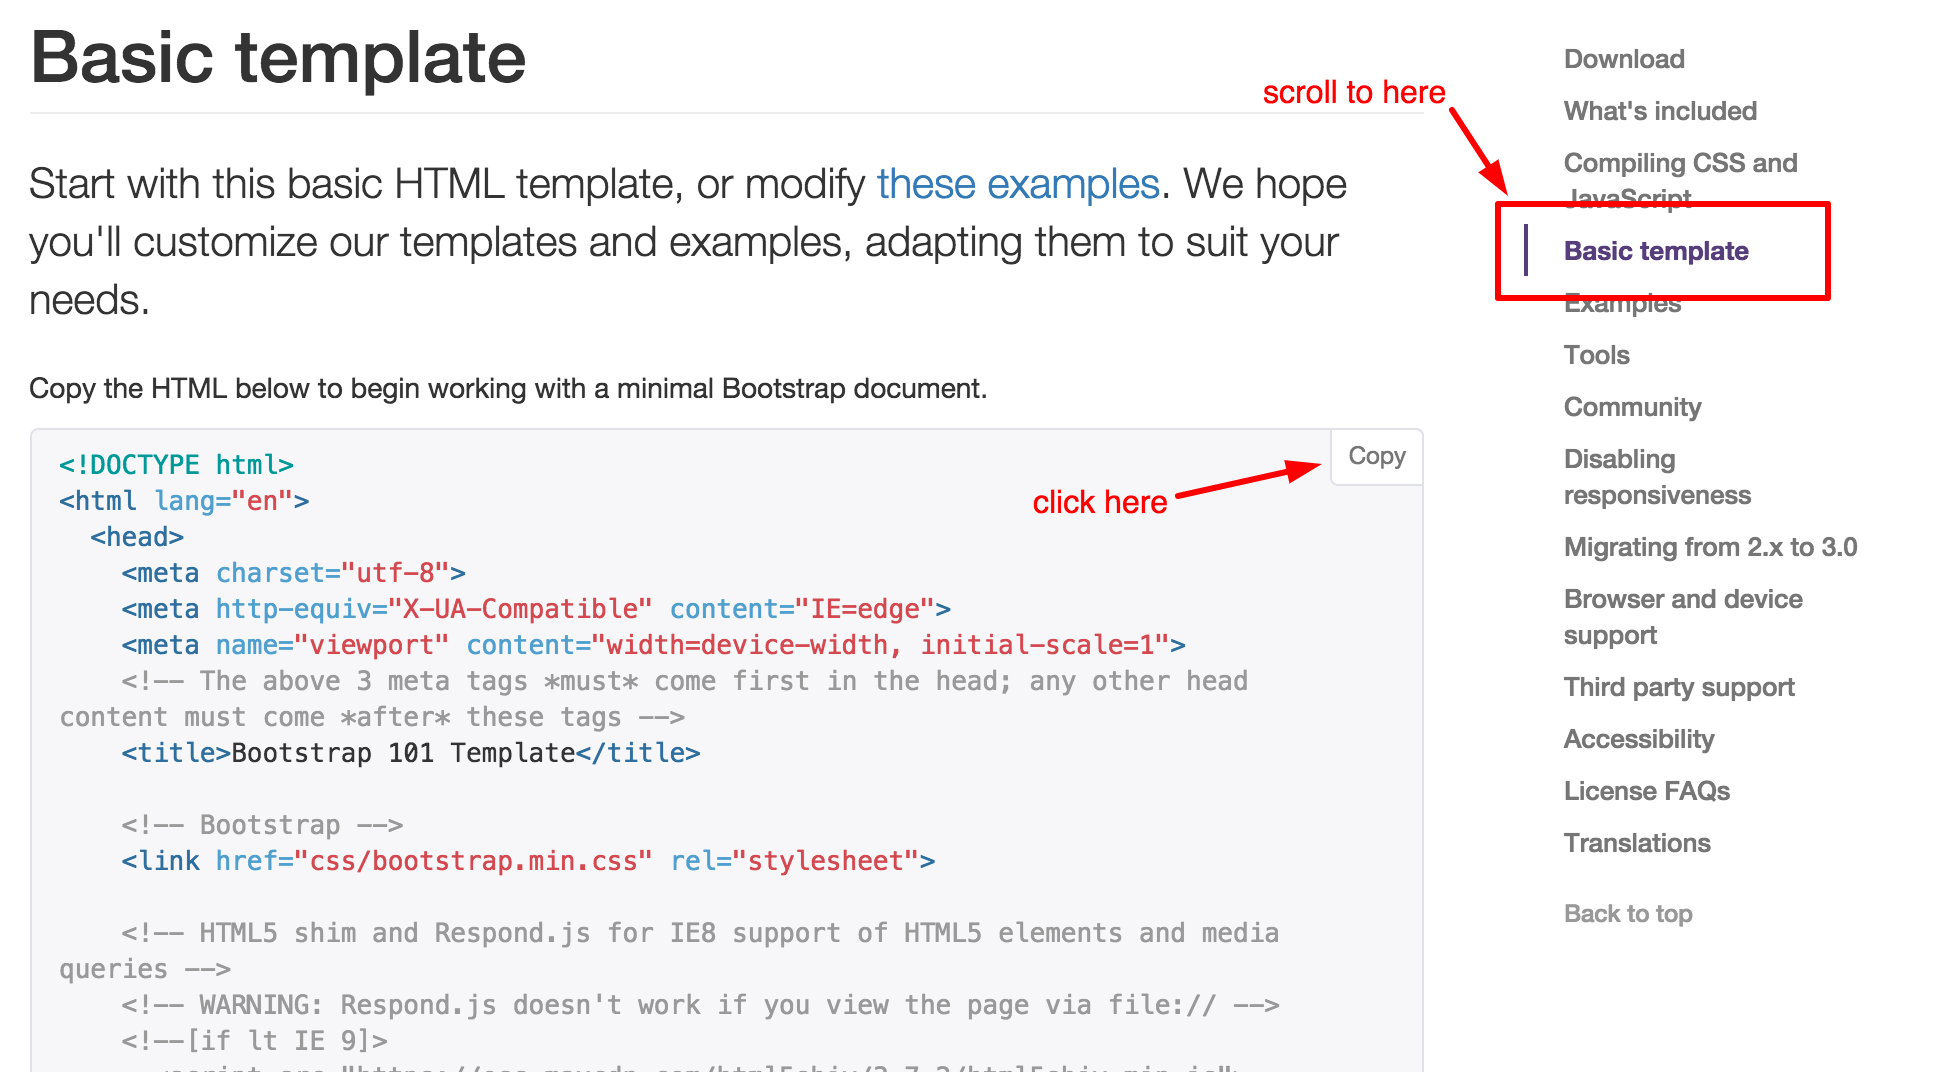 Basic template
Start with this basic HTML template, or modify these examples. We hope
you'll customize our templates and examples, adapting them to suit your
needs.
Copy the HTML below to begin working with a minimal Bootstrap document.
Copy
click here
<!DOCTYPE html>
<html lang="en">
  <head>
    <meta charset="utf-8">
    <meta http-equiv="X-UA-Compatible" content="IE=edge">
    <meta name="viewport" content="width=device-width, initial-scale=1">
    <!-- The above 3 meta tags *must* come first in the head; any other head
content must come *after* these tags -->
    <title>Bootstrap 101 Template</title>
    <!-- Bootstrap -->
    <link href="css/bootstrap.min.css" rel="stylesheet">
    <!-- HTML5 shim and Respond.js for IE8 support of HTML5 elements and media
queries -->
    <!-- WARNING: Respond.js doesn't work if you view the page via file:// -->
    <!--[if lt IE 9]>
scroll to here
Download
What's included
Compiling CSS and
JavaScript
Basic template
Examples
Tools
Community
Disabling
responsiveness
Migrating from 2.x to 3.0
Browser and device
support
Third party support
Accessibility
License FAQs
Translations
Back to top